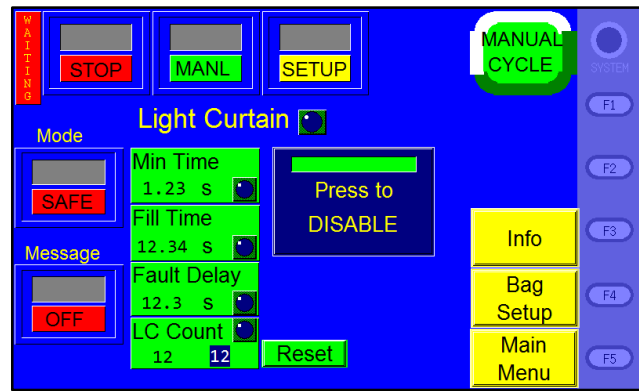 WAITING
STOP
MANL
SETUP
MANUAL
CYCLE
SYSTEM
F1
Light Curtain
Mode
SAFE
Min Time
1.23 s
Press to
DISABLE
F2
Fill Time
12.34 s
Info
F3
Message
OFF
Fault Delay
12.3 s
Bag
Setup
F4
LC Count
12 12
Reset
Main
Menu
F5